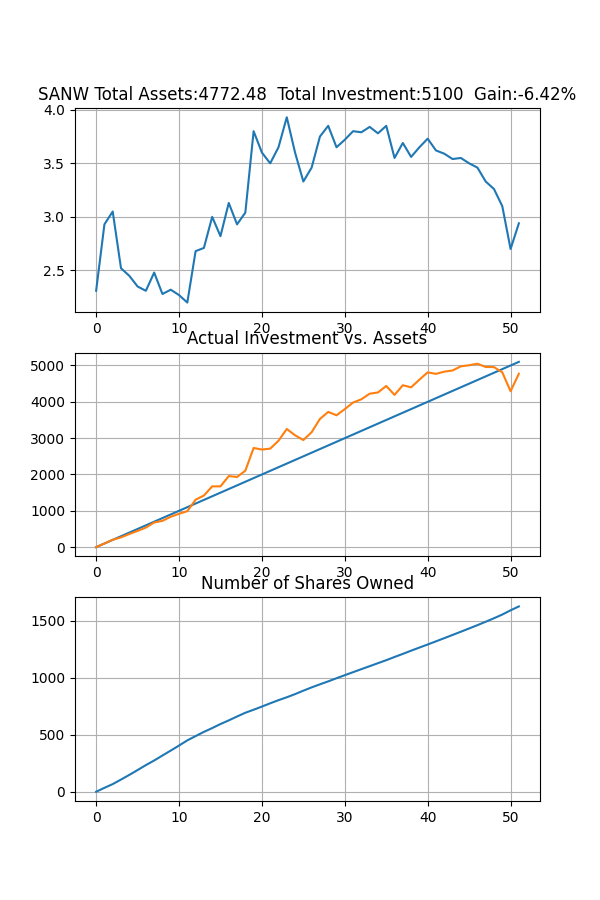 SANW Total Assets:4772.48  Total Investment:5100  Gain:-6.42%
4.0
3.5
3.0
2.5
0 10 20 30 40 50
Actual Investment vs. Assets
5000
4000
3000
2000
1000
0
0 10 20 30 40 50
Number of Shares Owned
1500
1000
500
0
0 10 20 30 40 50